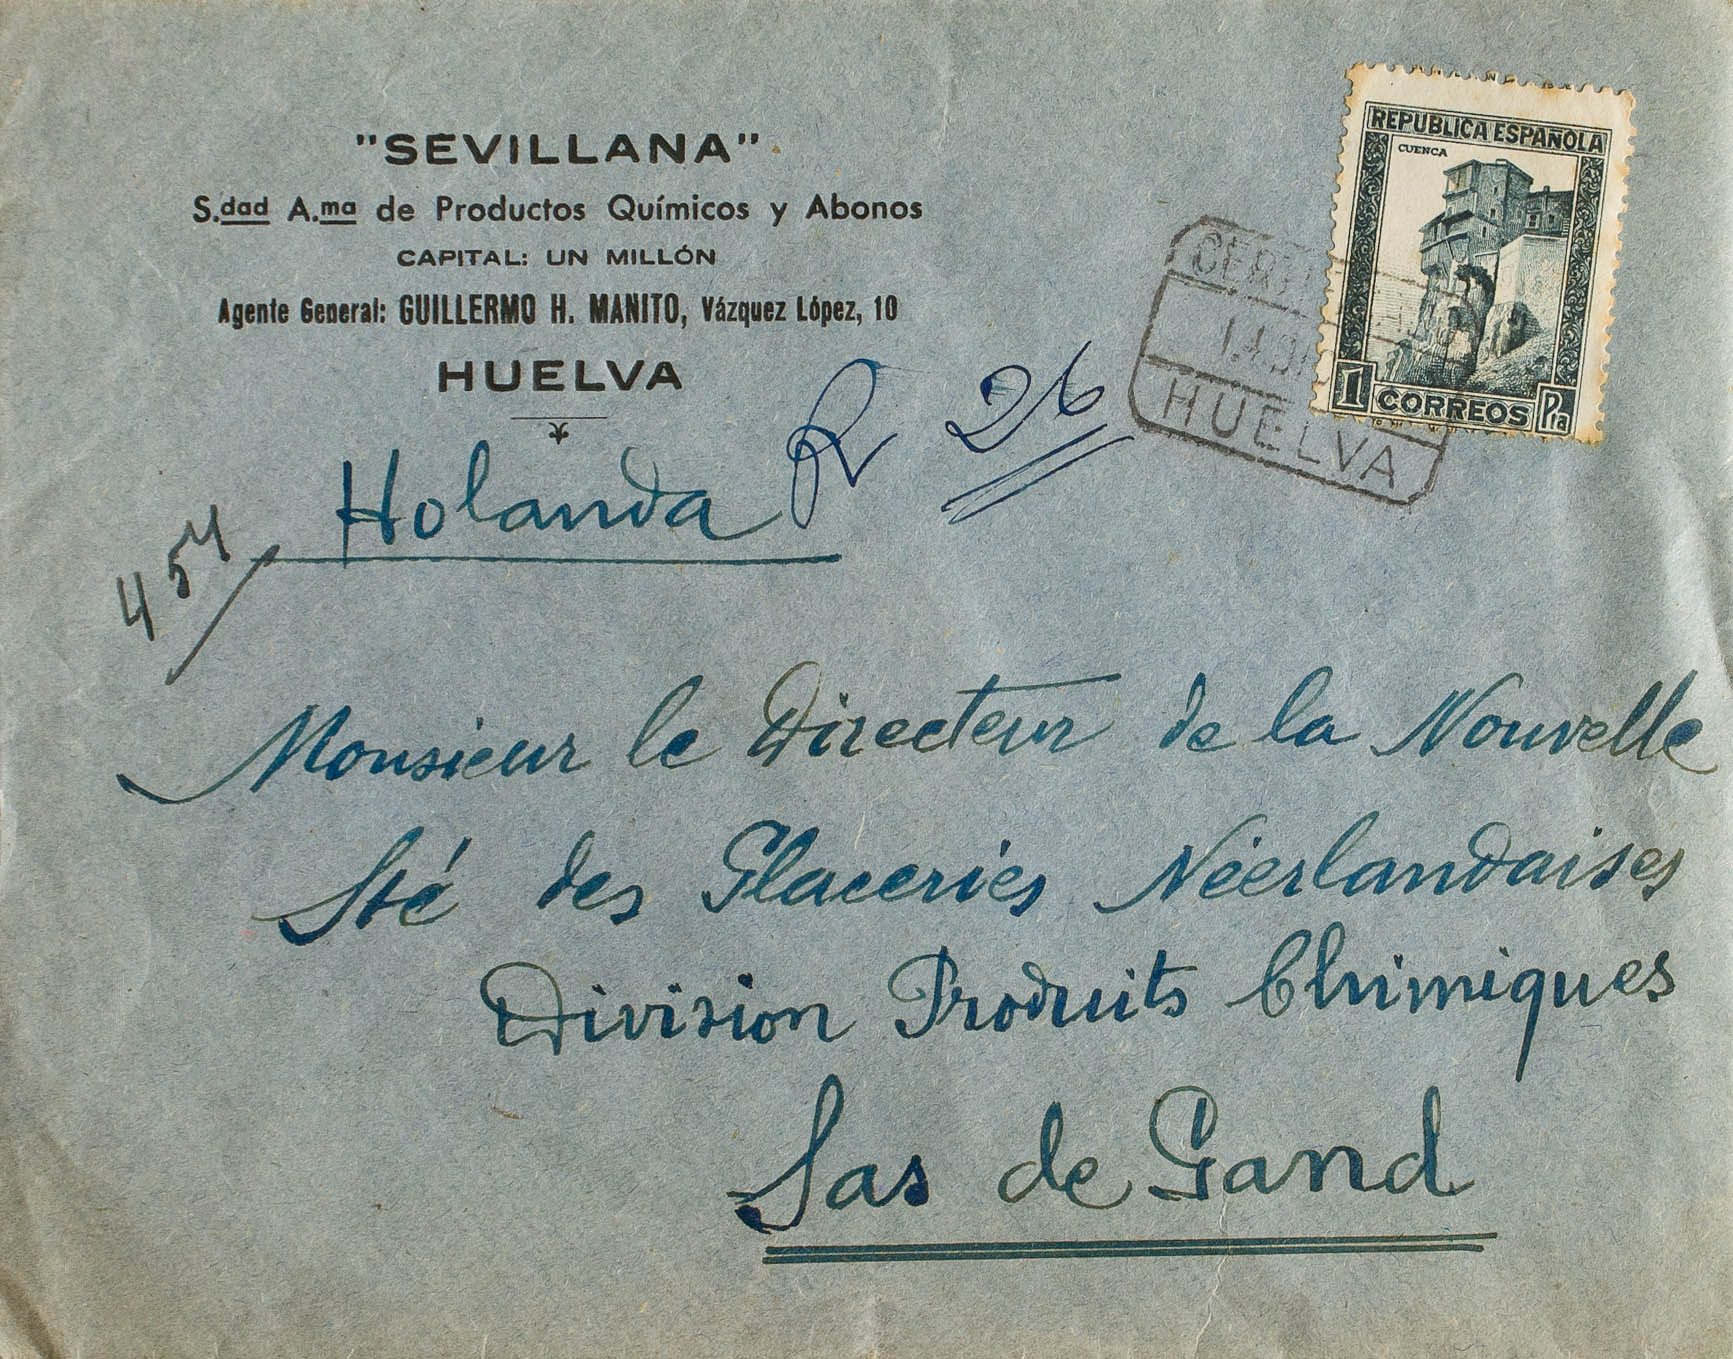 "SEVILLANA"
S.dad A.ma de Productos Químicos y Abonos
CAPITAL: UN MILLÓN
Agente General: GUILLERMO H. MANITO, Vázquez López, 10
HUELVA
REPUBLICA ESPAÑOLA
CUENCA
1 CORREOS Pta
HUELVA
R 26
Holanda
457
Monsieur le Directeur de la Nouvelle
Sté des Glaceries Néerlandaises
Division Produits Chimiques
Sas de Gand